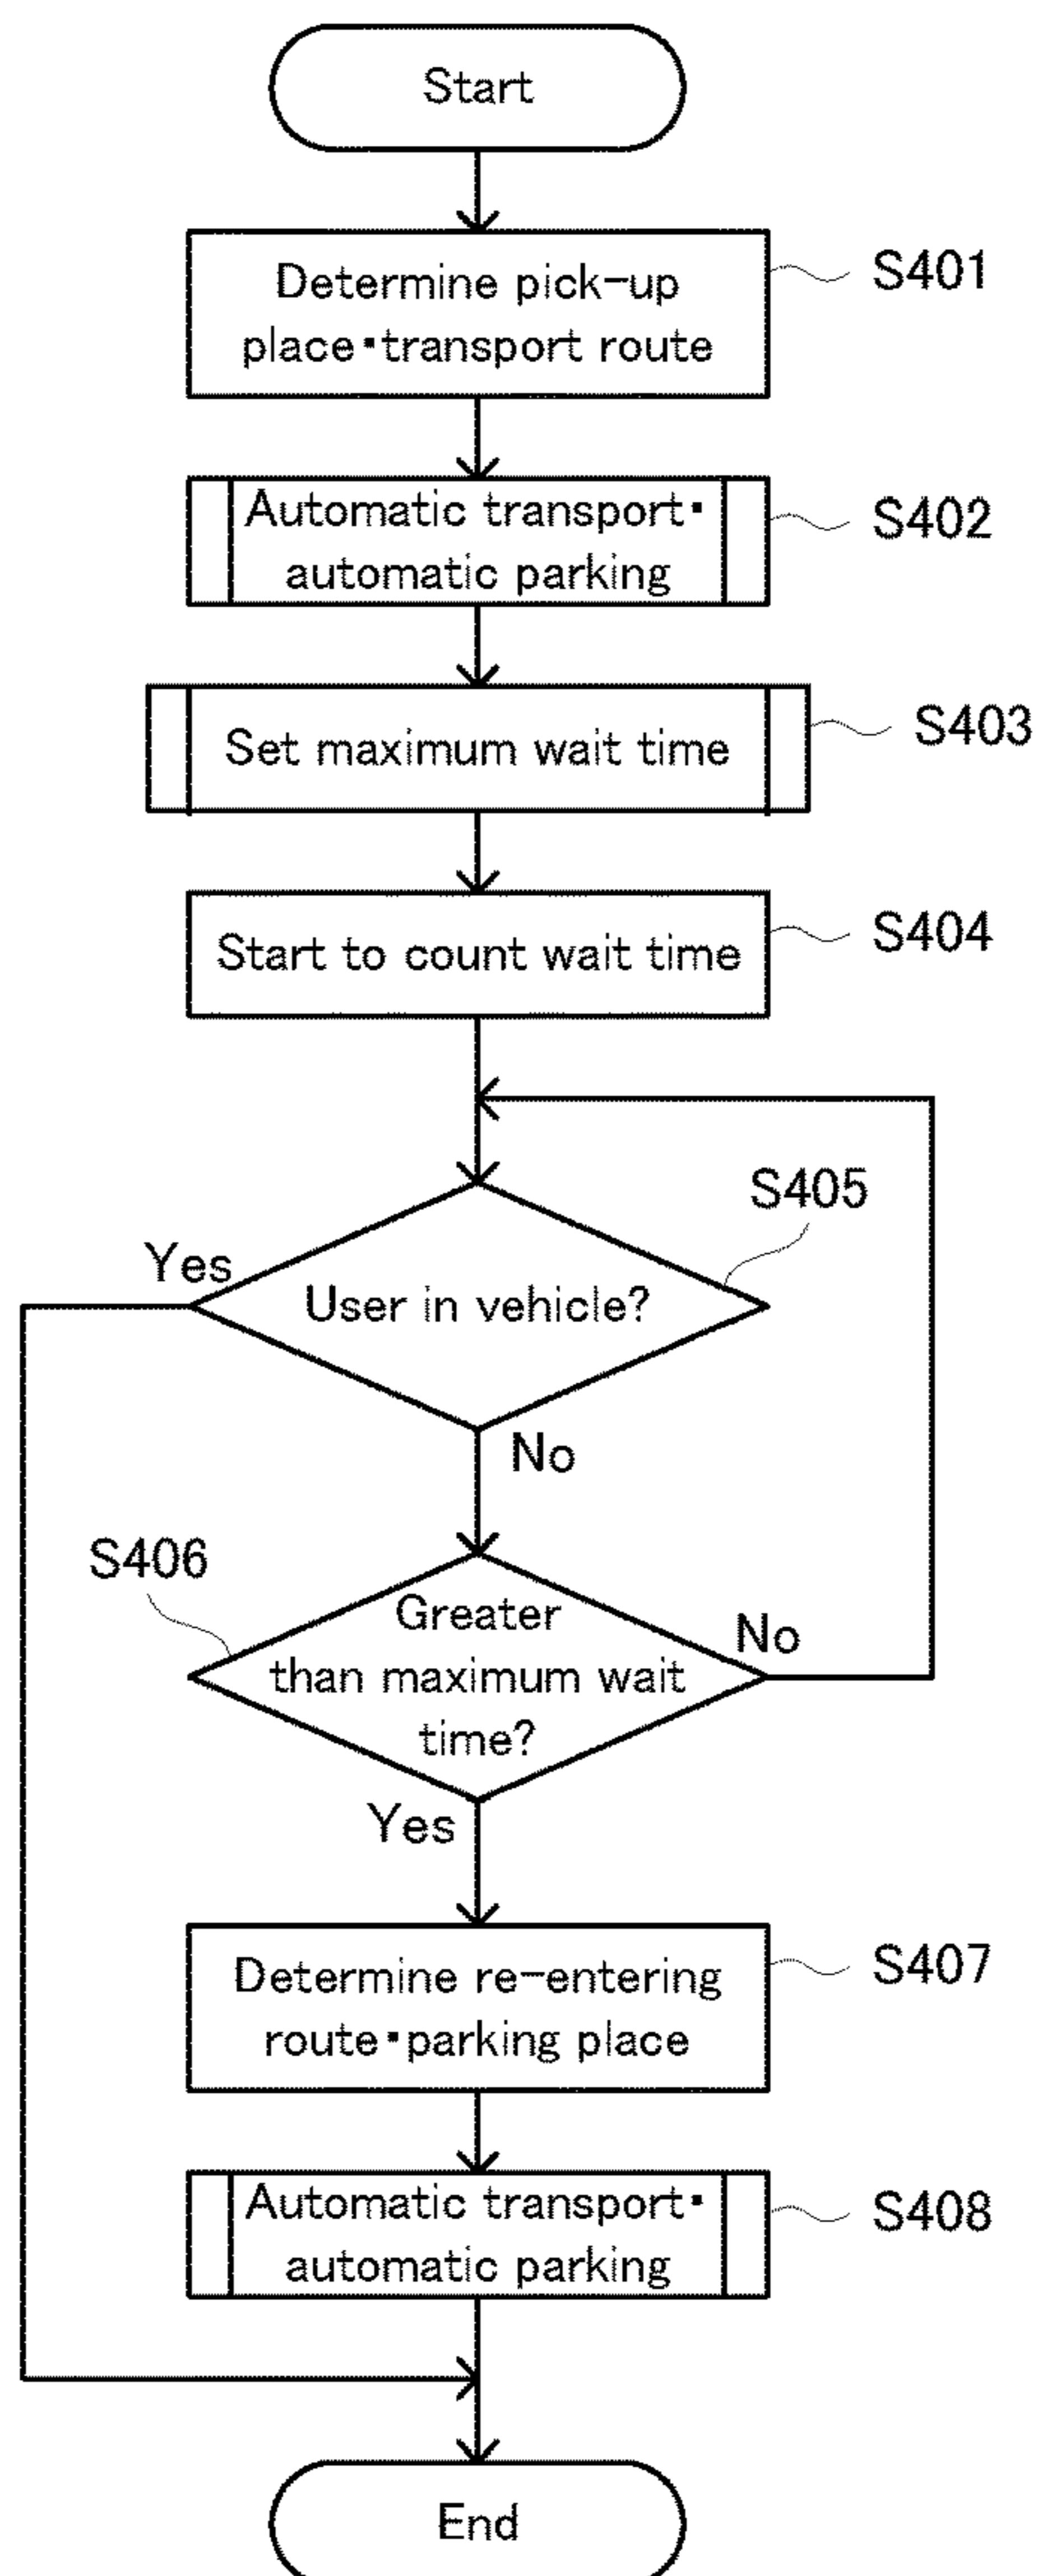 Start
Determine pick-up
place▪transport route
S401
Automatic transport▪
automatic parking
S402
Set maximum wait time
S403
Start to count wait time
S404
S405
Yes
User in vehicle?
No
S406
Greater
than maximum wait
time?
No
Yes
Determine re-entering
route▪parking place
S407
Automatic transport▪
automatic parking
S408
End